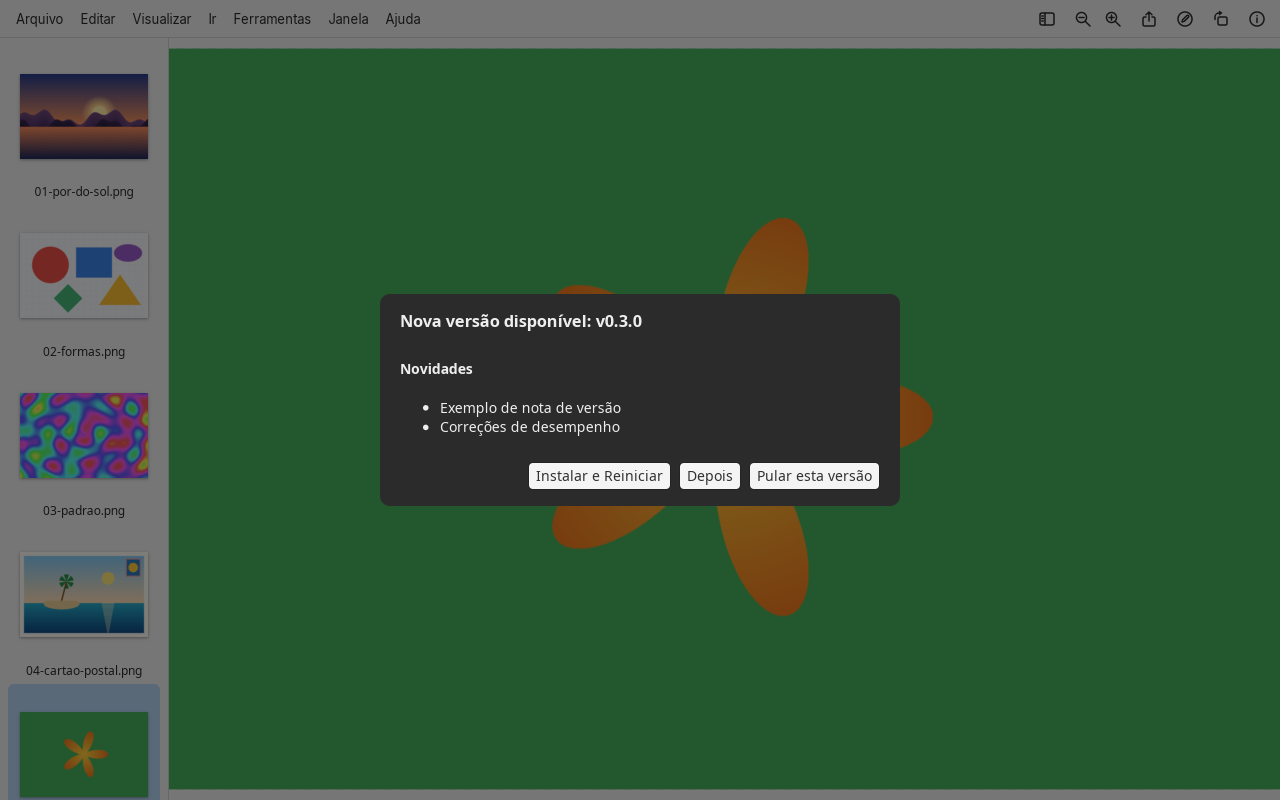 Arquivo Editar Visualizar Ir Ferramentas Janela Ajuda
01-por-do-sol.png
02-formas.png
03-padrao.png
04-cartao-postal.png
Nova versão disponível: v0.3.0
Novidades
• Exemplo de nota de versão
• Correções de desempenho
Instalar e Reiniciar Depois Pular esta versão